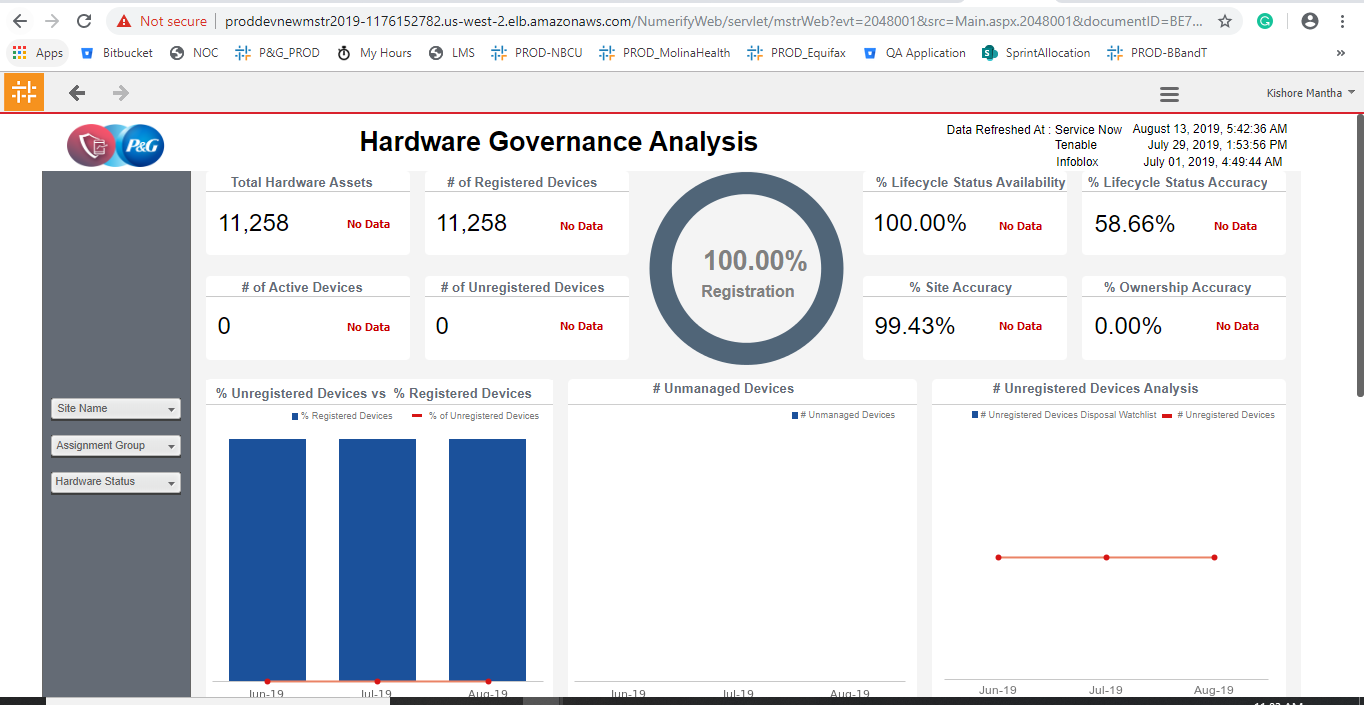 Not secure | proddevnewmstr2019-1176152782.us-west-2.elb.amazonaws.com/NumerifyWeb/servlet/mstrWeb?evt=2048001&src=Main.aspx.2048001&documentID=BE7...
Apps Bitbucket NOC P&G_PROD My Hours LMS PROD-NBCU PROD_MolinaHealth PROD_Equifax QA Application SprintAllocation PROD-BBandT »
Kishore Mantha
P&G
Hardware Governance Analysis
Data Refreshed At : Service Now August 13, 2019, 5:42:36 AM
Tenable July 29, 2019, 1:53:56 PM
Infoblox July 01, 2019, 4:49:44 AM
Total Hardware Assets
11,258 No Data
# of Registered Devices
11,258 No Data
100.00%
Registration
% Lifecycle Status Availability
100.00% No Data
% Lifecycle Status Accuracy
58.66% No Data
# of Active Devices
0 No Data
# of Unregistered Devices
0 No Data
% Site Accuracy
99.43% No Data
% Ownership Accuracy
0.00% No Data
Site Name
Assignment Group
Hardware Status
% Unregistered Devices vs % Registered Devices
% Registered Devices % of Unregistered Devices
Jun-19 Jul-19 Aug-19
# Unmanaged Devices
# Unmanaged Devices
Jun-19 Jul-19 Aug-19
# Unregistered Devices Analysis
# Unregistered Devices Disposal Watchlist # Unregistered Devices
Jun-19 Jul-19 Aug-19